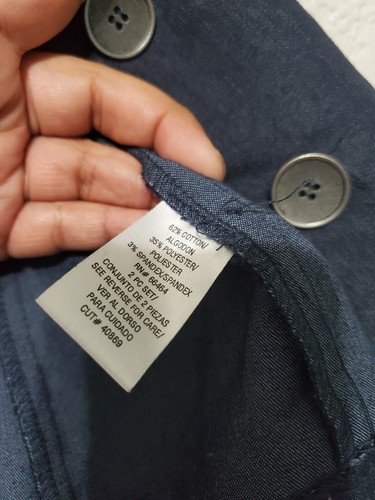 62% COTTON/
ALGODON
35% POLYESTER/
POLIESTER
3% SPANDEX/SPANDEX
RN# 66464
2 PC SET/
CONJUNTO DE 2 PIEZAS
SEE REVERSE FOR CARE/
VER AL DORSO
PARA CUIDADO
CUT# 40869